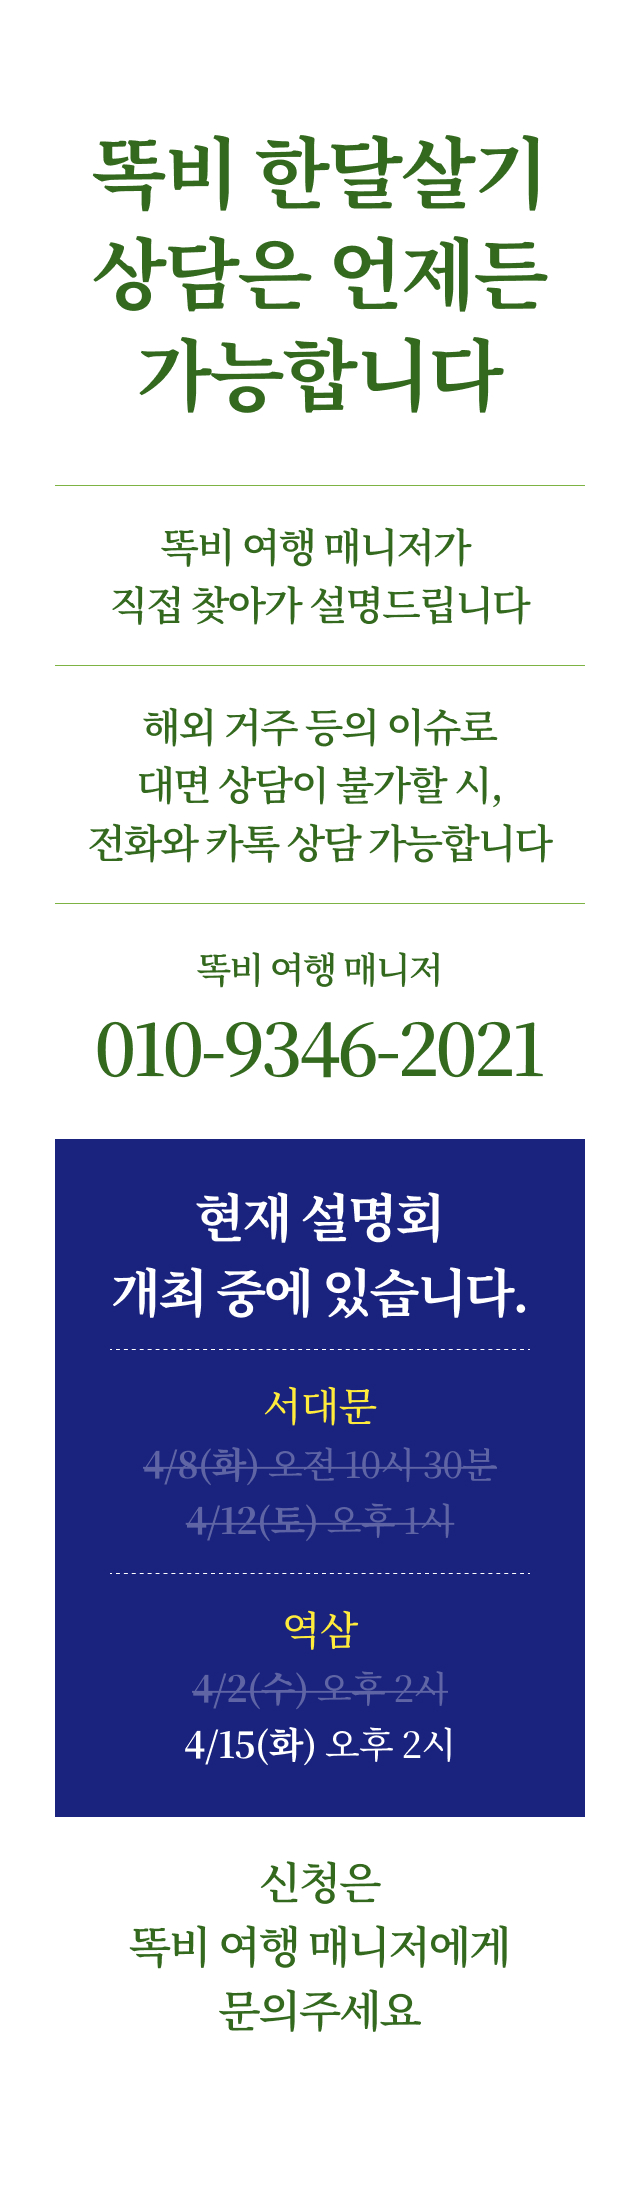 똑비 한달살기
상담은 언제든
가능합니다
똑비 여행 매니저가
직접 찾아가 설명드립니다
해외 거주 등의 이슈로
대면 상담이 불가할 시,
전화와 카톡 상담 가능합니다
똑비 여행 매니저
010-9346-2021
현재 설명회
개최 중에 있습니다.
서대문
4/8(화) 오전 10시 30분
4/12(토) 오후 1시
역삼
4/2(수) 오후 2시
4/15(화) 오후 2시
신청은
똑비 여행 매니저에게
문의주세요